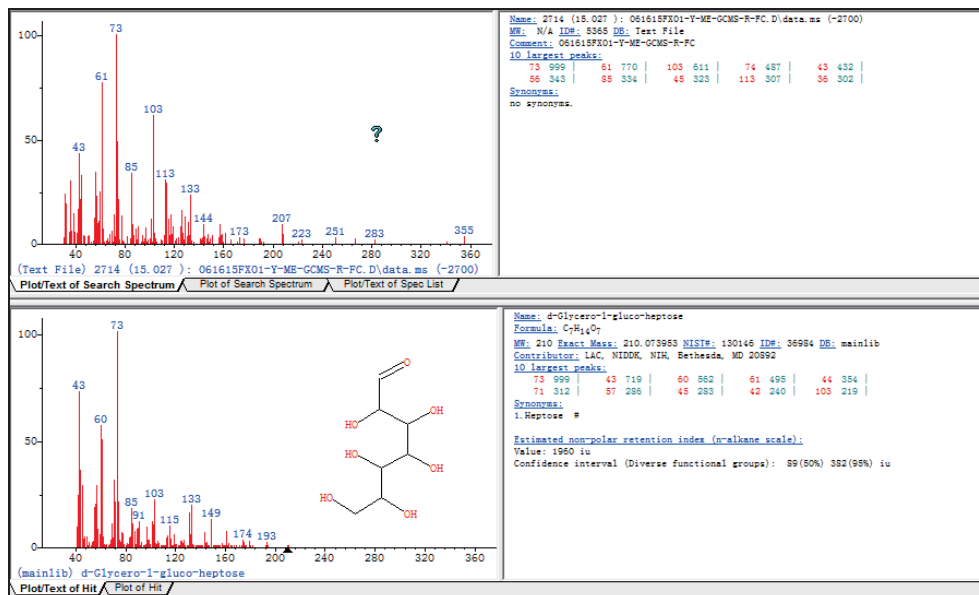 Name: 2714 (15.027 ): 061615FX01-Y-ME-GCMS-R-FC.D\data.ms (-2700)
MW: N/A ID#: 5365 DB: Text File
Comment: 061615FX01-Y-ME-GCMS-R-FC
10 largest peaks:
73 999 | 61 770 | 103 611 | 74 487 | 43 432 |
56 343 | 85 334 | 45 323 | 113 307 | 36 302 |
Synonyms:
no synonyms.
100
50
0
73
61
103
43
85
113
133
144
173
207
223
251
283
355
?
40 80 120 160 200 240 280 320 360
(Text File) 2714 (15.027 ): 061615FX01-Y-ME-GCMS-R-FC.D\data.ms (-2700)
Plot/Text of Search Spectrum Plot of Search Spectrum Plot/Text of Spec List
Name: d-Glycero-l-gluco-heptose
Formula: C7H14O7
MW: 210 Exact Mass: 210.073953 NIST#: 130146 ID#: 36984 DB: mainlib
Contributor: LAC, NIDDK, NIH, Bethesda, MD 20892
10 largest peaks:
73 999 | 43 719 | 60 562 | 61 495 | 44 354 |
71 312 | 57 286 | 45 283 | 42 240 | 103 219 |
Synonyms:
1.Heptose #
Estimated non-polar retention index (n-alkane scale):
Value: 1960 iu
Confidence interval (Diverse functional groups): 89(50%) 382(95%) iu
100
50
0
73
43
60
85
91
103
115
133
149
174
193
O
HO
OH
HO
OH
HO
OH
40 80 120 160 200 240 280 320 360
(mainlib) d-Glycero-l-gluco-heptose
Plot/Text of Hit Plot of Hit